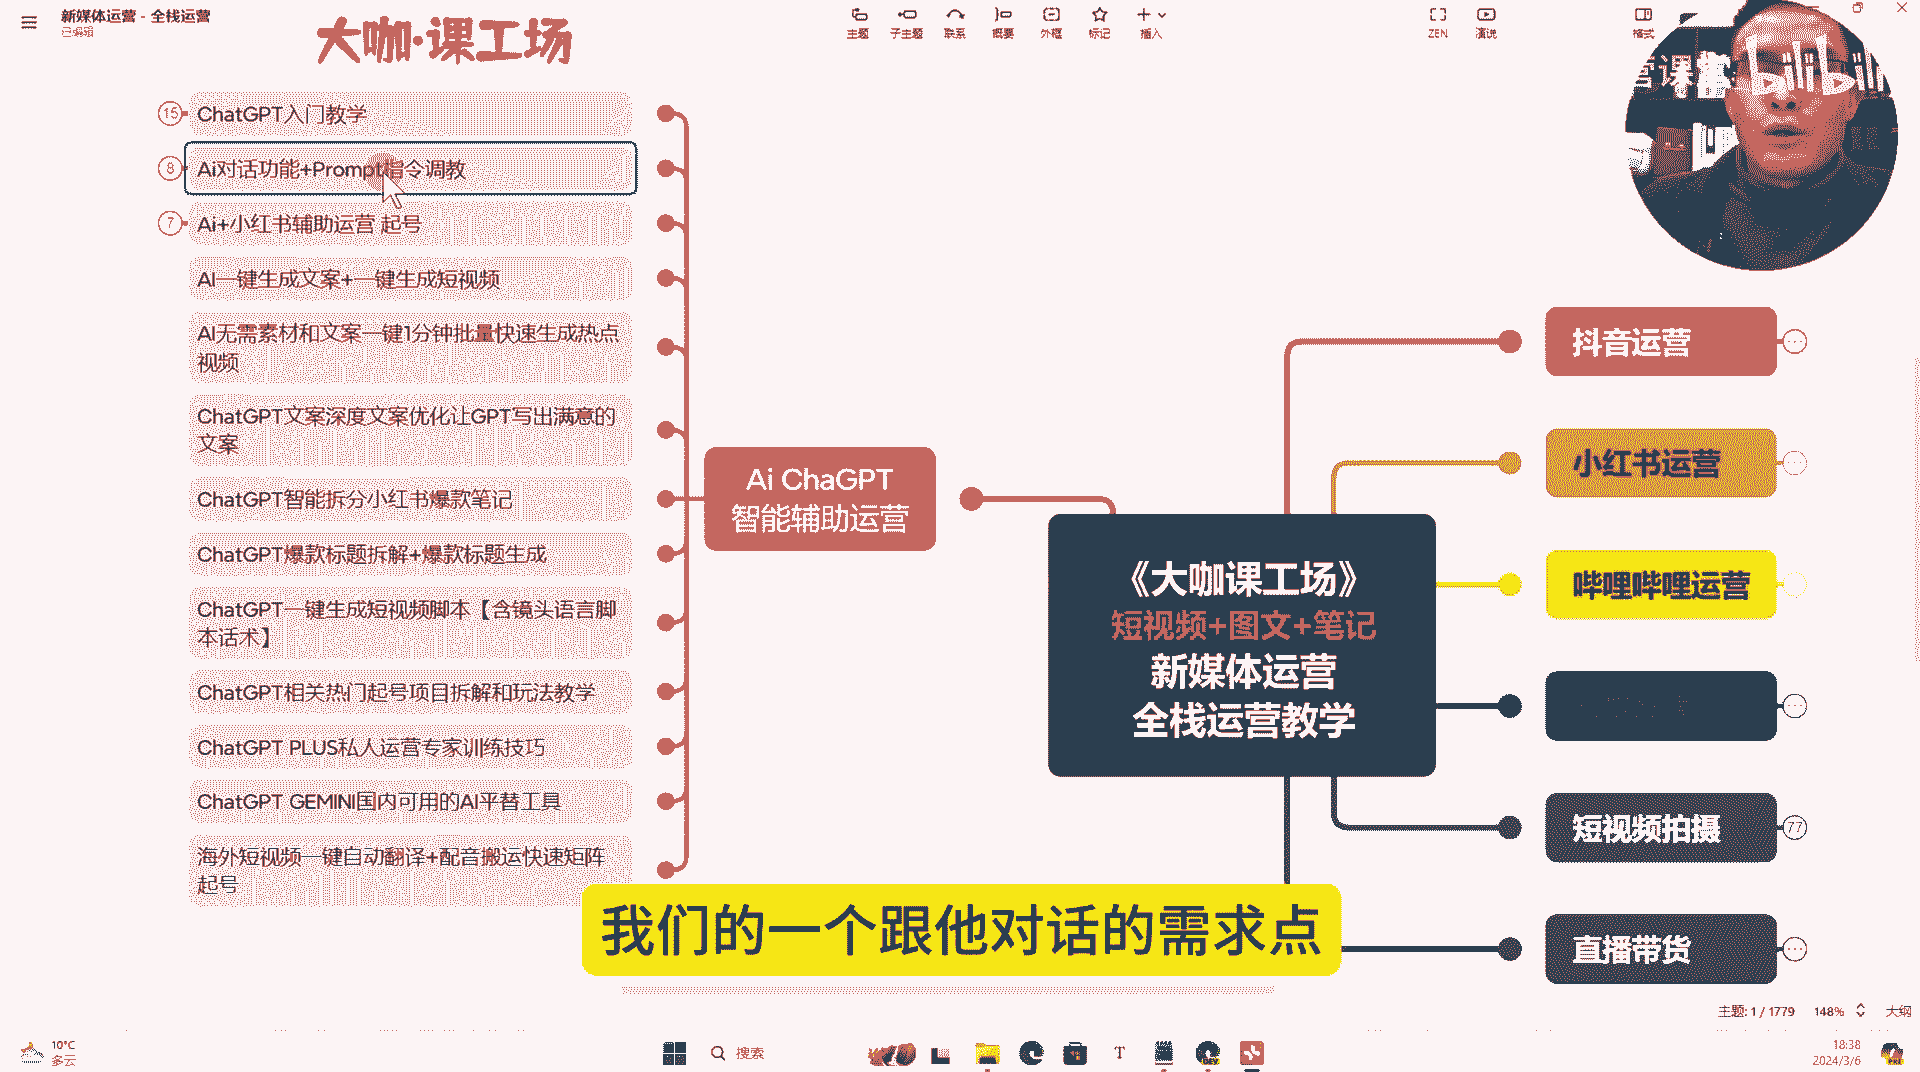 新媒体运营 - 全栈运营
已编辑
大咖·课工场
主题
子主题
联系
概要
外框
标记
插入
ZEN
演说
格式
营课堂
bilibili
15
ChatGPT入门教学
8
Ai对话功能+Prompt指令调教
7
Ai+小红书辅助运营 起号
AI一键生成文案+一键生成短视频
AI无需素材和文案一键1分钟批量快速生成热点
视频
ChatGPT文案深度文案优化让GPT写出满意的
文案
ChatGPT智能拆分小红书爆款笔记
ChatGPT爆款标题拆解+爆款标题生成
ChatGPT一键生成短视频脚本【含镜头语言脚
本话术】
ChatGPT相关热门起号项目拆解和玩法教学
ChatGPT PLUS私人运营专家训练技巧
ChatGPT GEMINI国内可用的AI平替工具
海外短视频一键自动翻译+配音搬运快速矩阵
起号
Ai ChaGPT
智能辅助运营
《大咖课工场》
短视频+图文+笔记
新媒体运营
全栈运营教学
抖音运营
小红书运营
哔哩哔哩运营
短视频拍摄
77
直播带货
我们的一个跟他对话的需求点
主题: 1 / 1779
148%
大纲
10°C
多云
搜索
18:38
2024/3/6